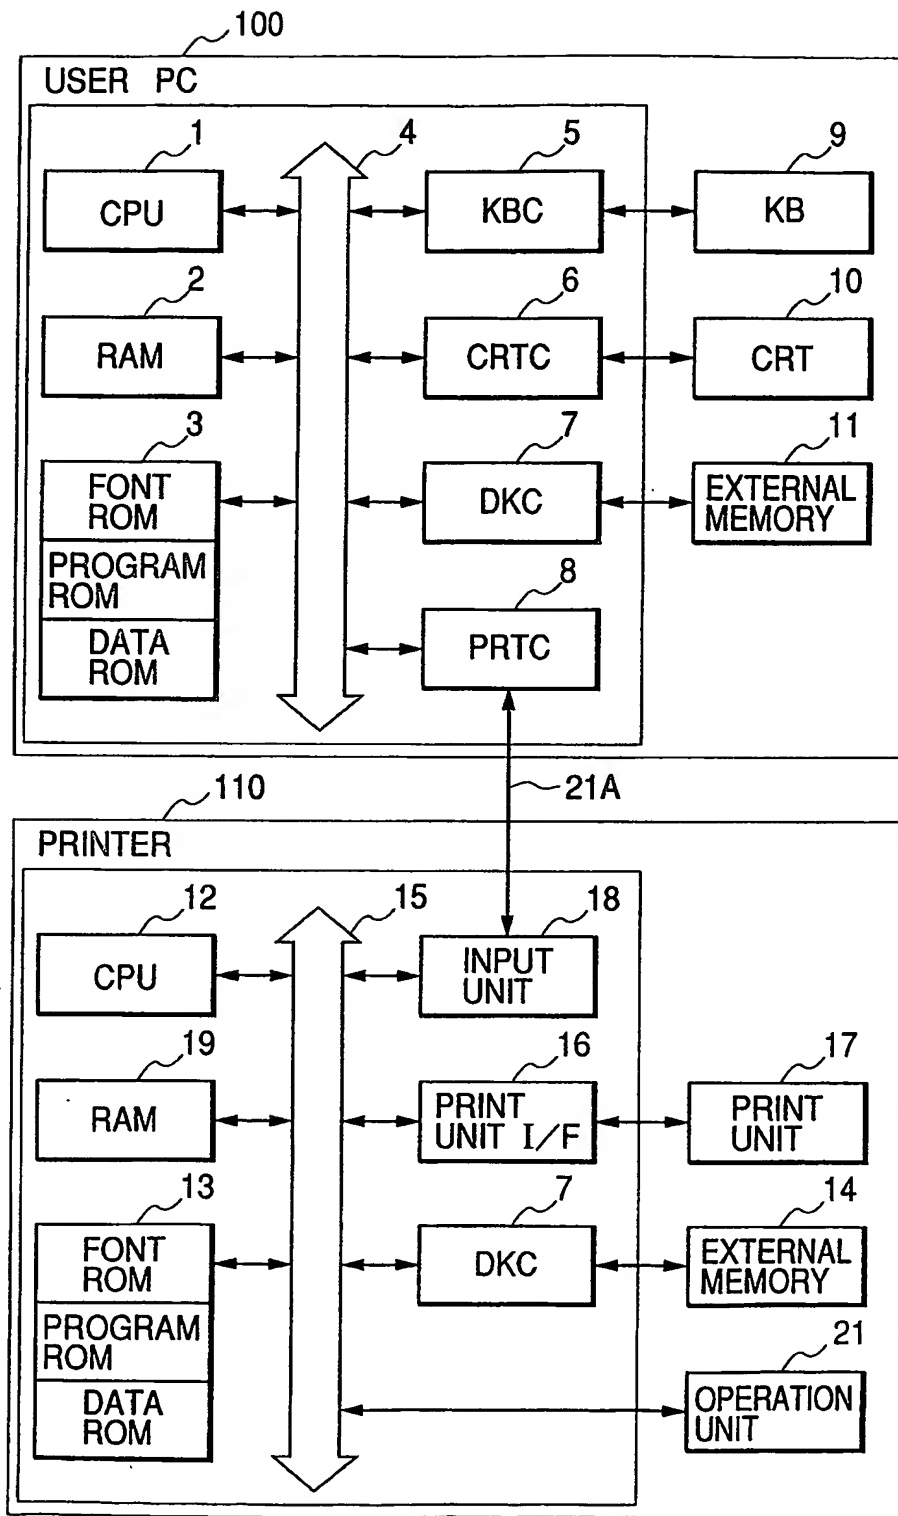 100
USER PC
1
4
5
9
CPU
KBC
KB
2
6
10
RAM
CRTC
CRT
3
7
11
FONT
ROM
DKC
EXTERNAL
MEMORY
PROGRAM
ROM
8
DATA
ROM
PRTC
110
21A
PRINTER
12
15
18
CPU
INPUT
UNIT
19
16
17
RAM
PRINT
UNIT I/F
PRINT
UNIT
13
7
14
FONT
ROM
DKC
EXTERNAL
MEMORY
PROGRAM
ROM
21
DATA
ROM
OPERATION
UNIT